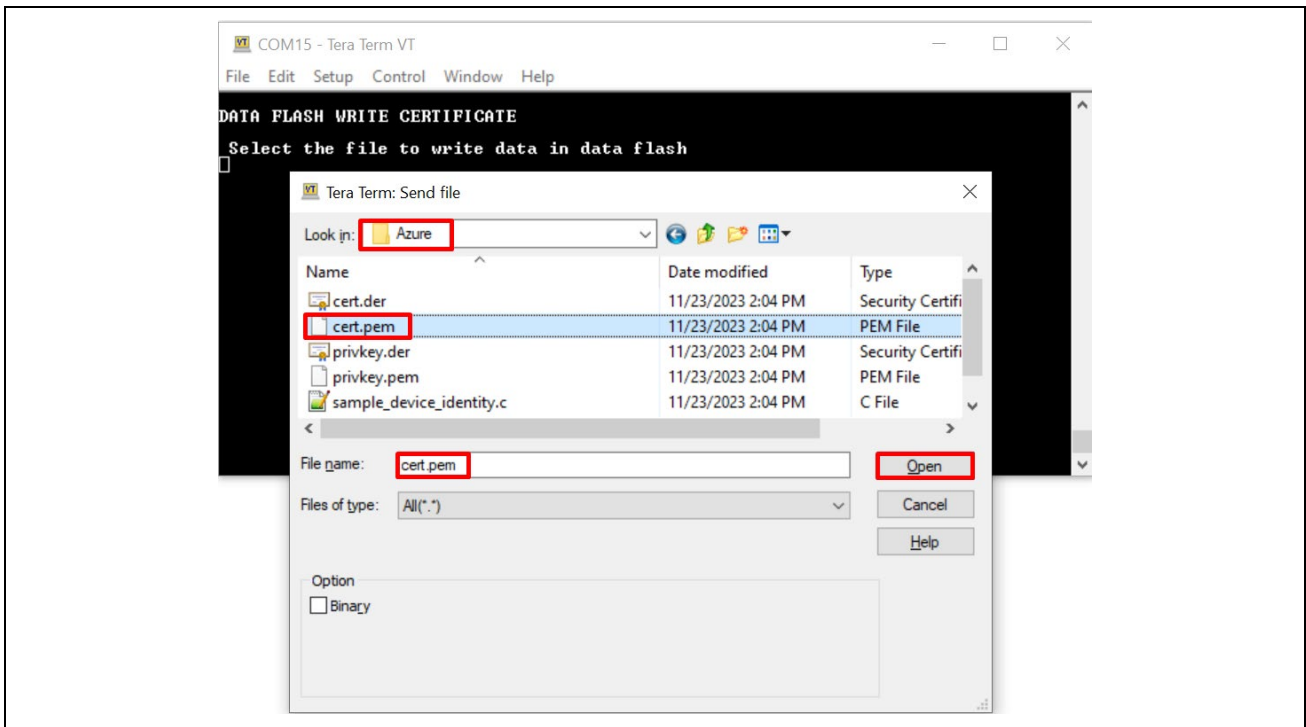 COM15 - Tera Term VT
File Edit Setup Control Window Help
DATA FLASH WRITE CERTIFICATE
Select the file to write data in data flash
Tera Term: Send file
Look in: Azure
Name Date modified Type
cert.der 11/23/2023 2:04 PM Security Certifi
cert.pem 11/23/2023 2:04 PM PEM File
privkey.der 11/23/2023 2:04 PM Security Certifi
privkey.pem 11/23/2023 2:04 PM PEM File
sample_device_identity.c 11/23/2023 2:04 PM C File
File name: cert.pem Open
Files of type: All(*.*) Cancel
Help
Option
Binary